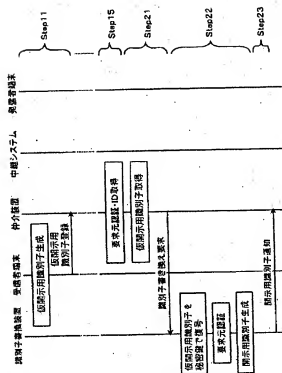 Step11
Step15
Step21
Step22
Step23
発信者端末
中継システム
仲介装置
受信者端末
識別子書換装置
仮開示用識別子生成
仮開示用
識別子登録
要求元認証・ID取得
仮開示用識別子取得
識別子書き換え要求
仮開示用識別子を
秘密鍵で復号
要求元認証
開示用識別子生成
開示用識別子通知